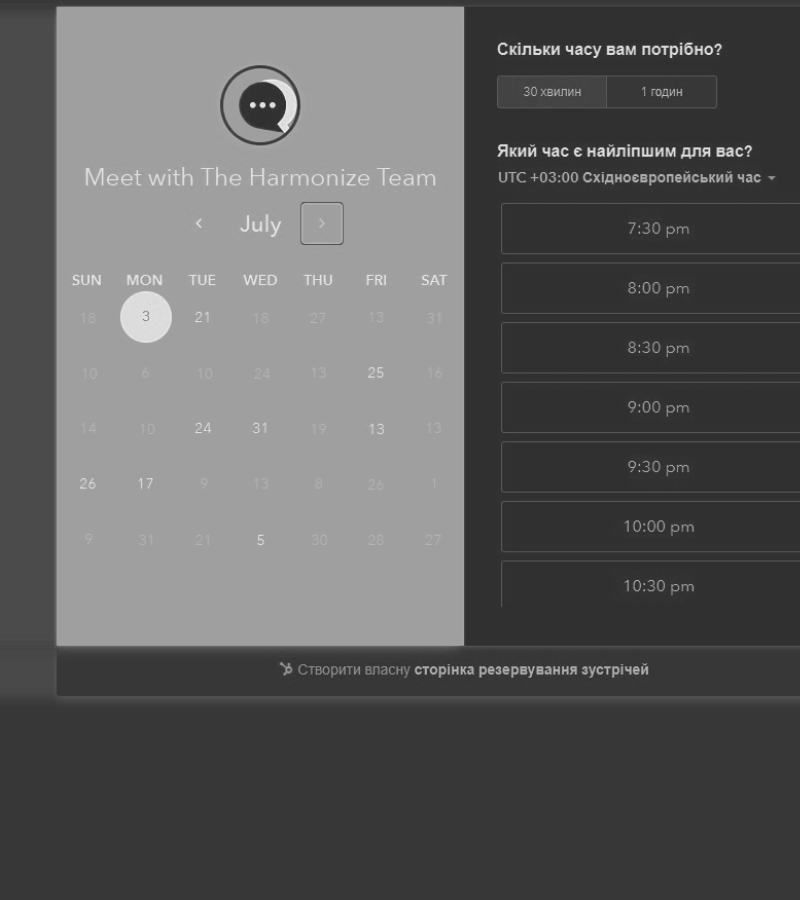 Meet with The Harmonize Team
July
SUN MON TUE WED THU FRI SAT
18 3 21 18 27 13 31
10 6 10 24 13 25 16
14 10 24 31 19 13 13
26 17 9 13 8 26 1
9 31 21 5 30 28 27
Скільки часу вам потрібно?
30 хвилин 1 годин
Який час є найліпшим для вас?
UTC +03:00 Східноєвропейський час
7:30 pm
8:00 pm
8:30 pm
9:00 pm
9:30 pm
10:00 pm
10:30 pm
Створити власну сторінка резервування зустрічей